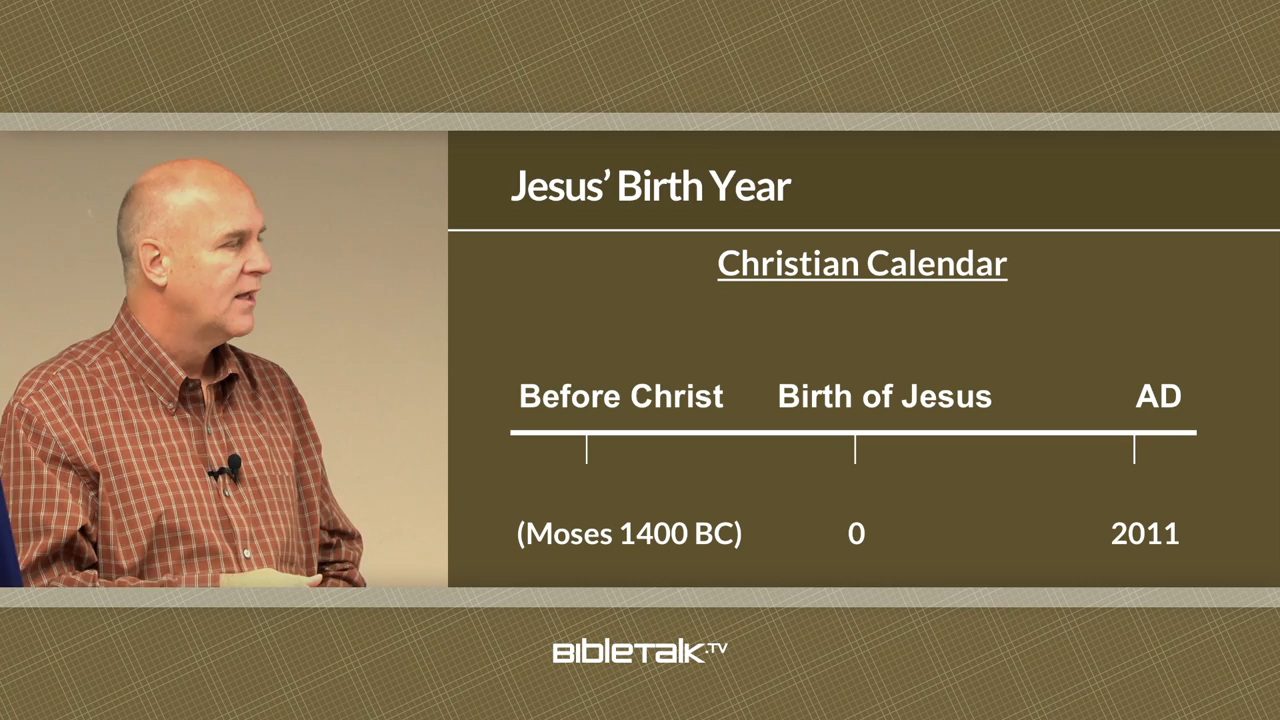 Jesus’ Birth Year
Christian Calendar
Before Christ Birth of Jesus AD
(Moses 1400 BC) 0 2011
BibleTalk.TV